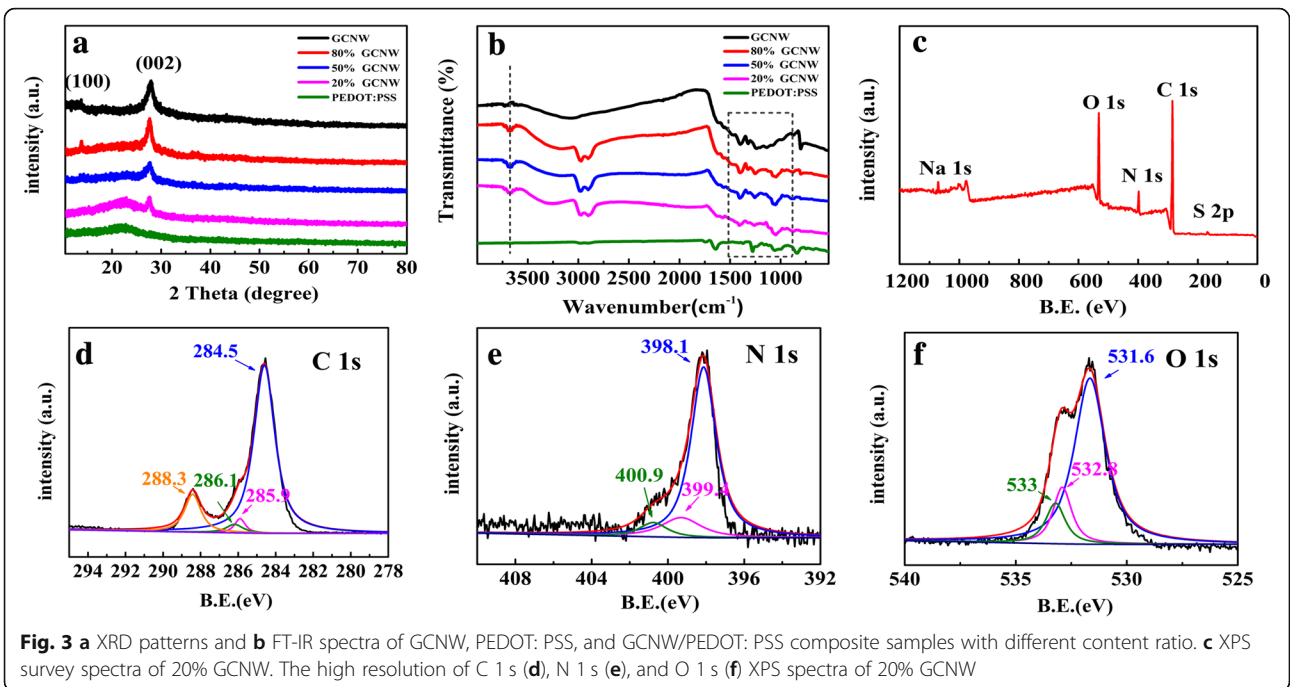 a
(100)
(002)
GCNW
80% GCNW
50% GCNW
20% GCNW
PEDOT:PSS
intensity (a.u.)
20 30 40 50 60 70 80
2 Theta (degree)
b
GCNW
80% GCNW
50% GCNW
20% GCNW
PEDOT:PSS
Transmittance (%)
3500 3000 2500 2000 1500 1000
Wavenumber(cm-1)
c
Na 1s
O 1s
N 1s
C 1s
S 2p
intensity (a.u.)
1200 1000 800 600 400 200 0
B.E. (eV)
d
C 1s
284.5
288.3
286.1
285.9
intensity (a.u.)
294 292 290 288 286 284 282 280 278
B.E.(eV)
e
N 1s
398.1
400.9
intensity (a.u.)
408 404 400 396 392
B.E.(eV)
f
O 1s
531.6
533
532.8
intensity (a.u.)
540 535 530 525
B.E.(eV)
Fig. 3 a XRD patterns and b FT-IR spectra of GCNW, PEDOT: PSS, and GCNW/PEDOT: PSS composite samples with different content ratio. c XPS
survey spectra of 20% GCNW. The high resolution of C 1 s (d), N 1 s (e), and O 1 s (f) XPS spectra of 20% GCNW